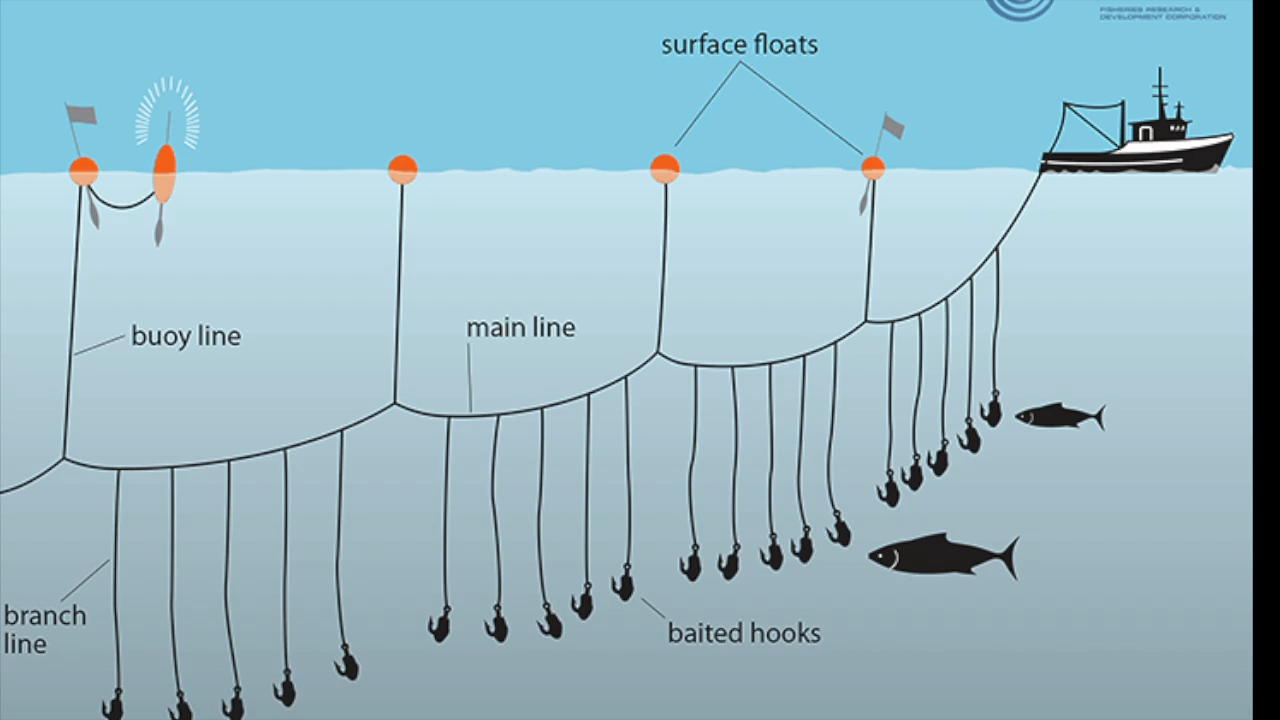 FISHERIES RESEARCH &
DEVELOPMENT CORPORATION
surface floats
buoy line
main line
branch
line
baited hooks